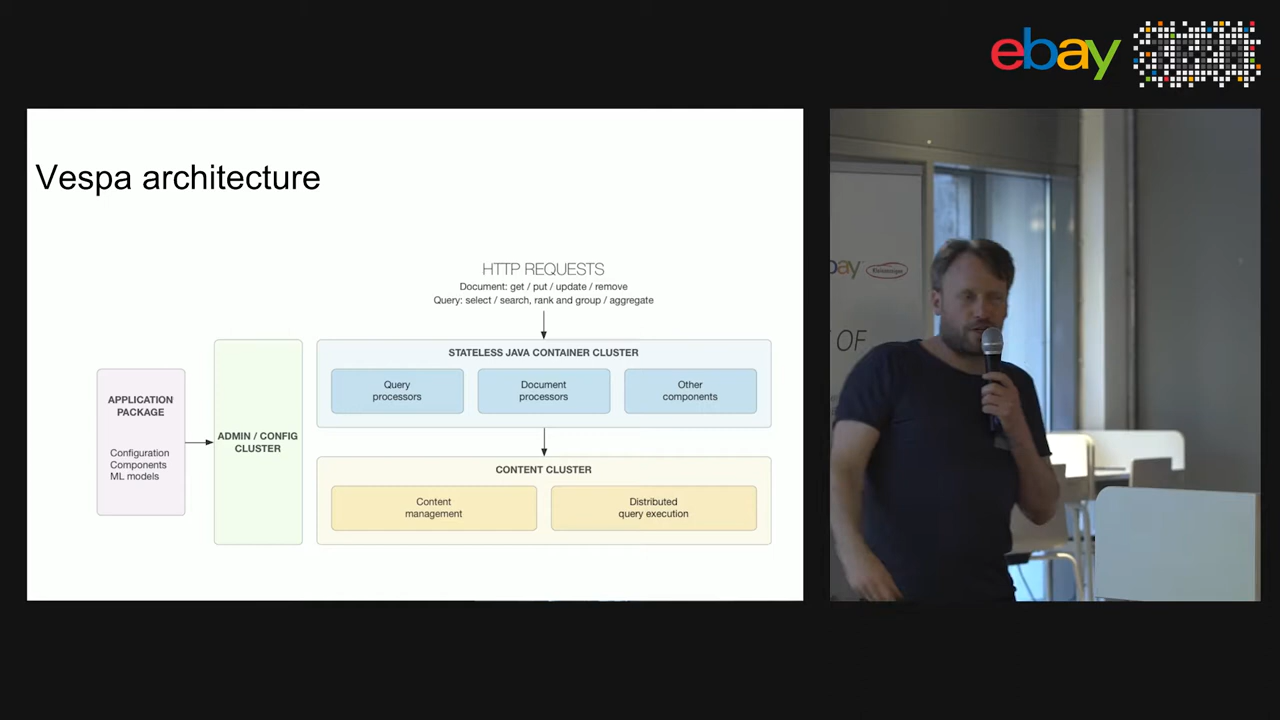 ebay
Vespa architecture
HTTP REQUESTS
Document: get / put / update / remove
Query: select / search, rank and group / aggregate
STATELESS JAVA CONTAINER CLUSTER
Query
processors
Document
processors
Other
components
APPLICATION
PACKAGE
Configuration
Components
ML models
ADMIN / CONFIG
CLUSTER
CONTENT CLUSTER
Content
management
Distributed
query execution
OF